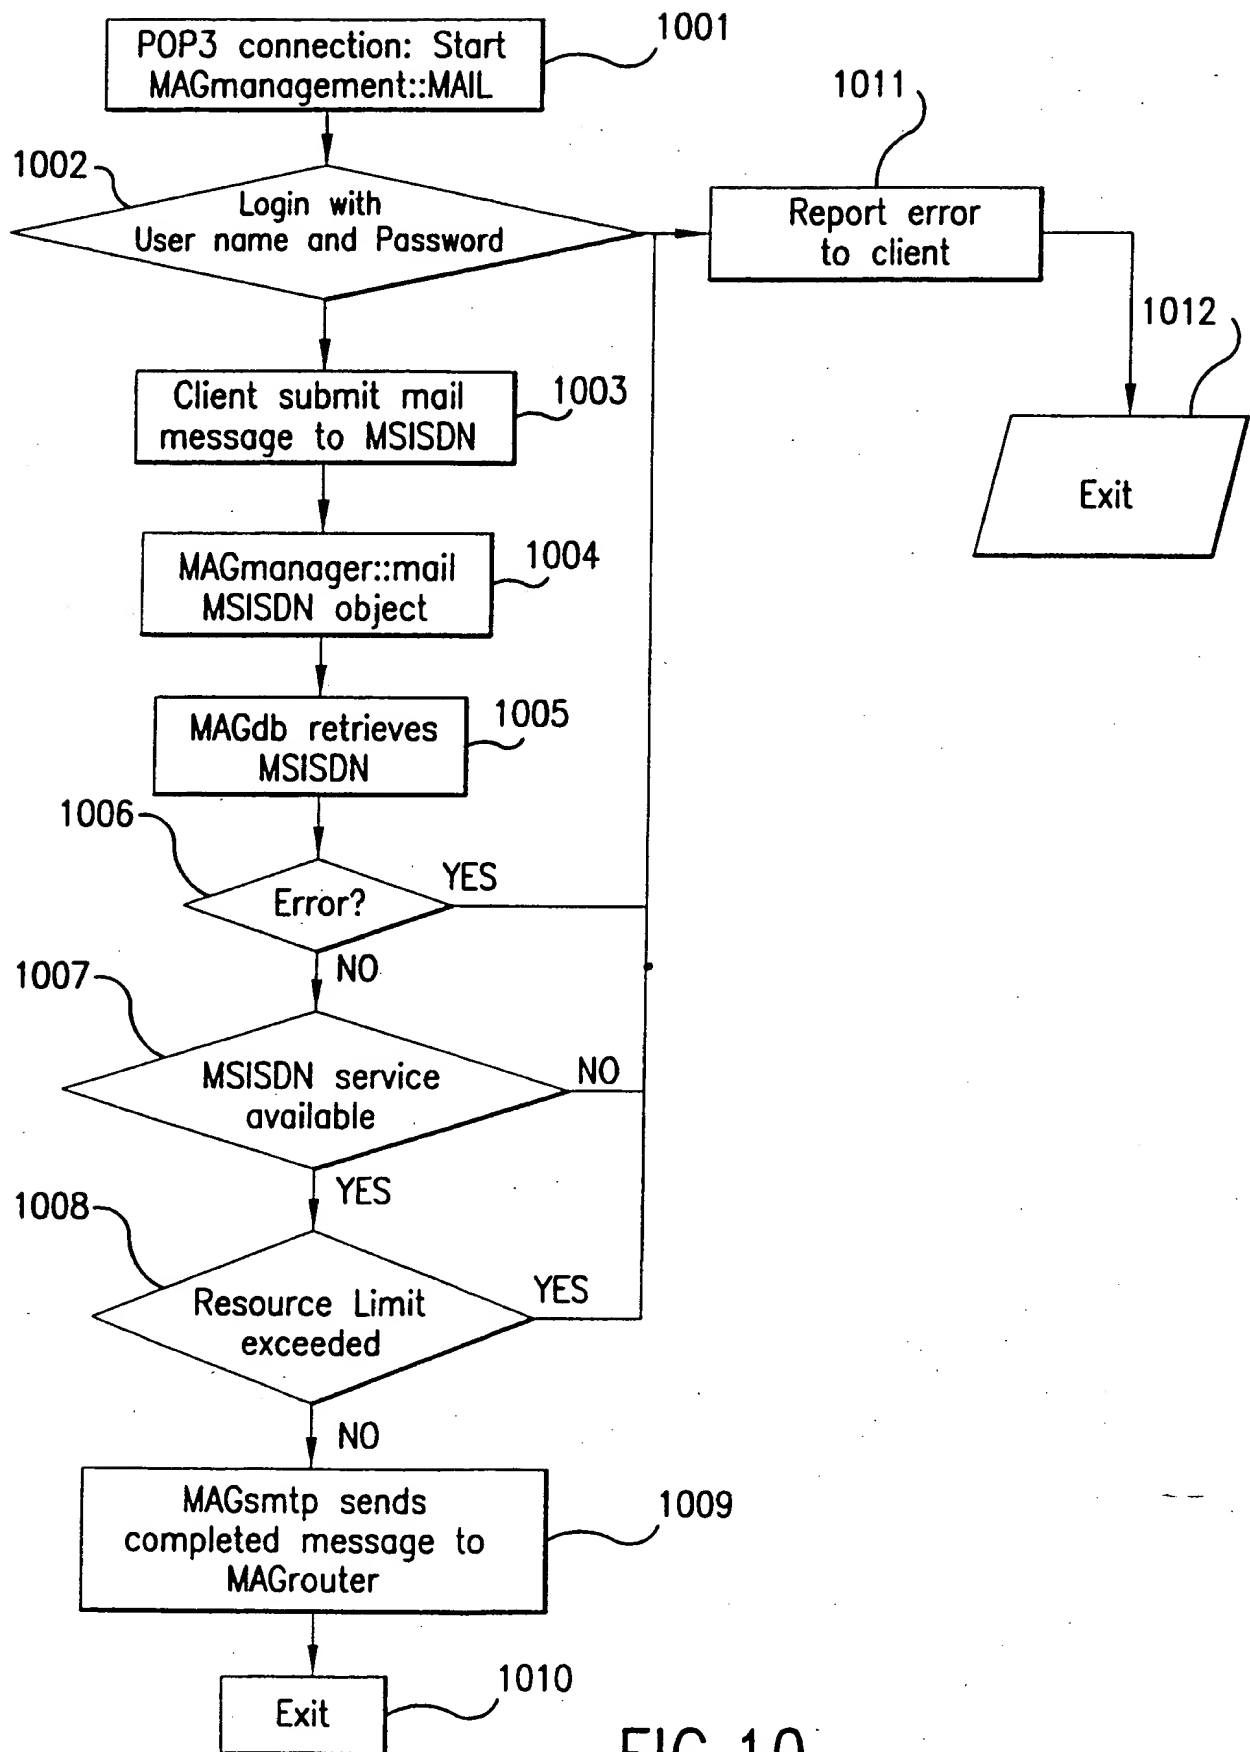 POP3 connection: Start
MAGmanagement::MAIL
1001
1002
Login with
User name and Password
1011
Report error
to client
1012
Exit
Client submit mail
message to MSISDN
1003
MAGmanager::mail
MSISDN object
1004
MAGdb retrieves
MSISDN
1005
1006
Error?
YES
NO
1007
MSISDN service
available
NO
YES
1008
Resource Limit
exceeded
YES
NO
MAGsmtp sends
completed message to
MAGrouter
1009
Exit
1010
FIG. 10